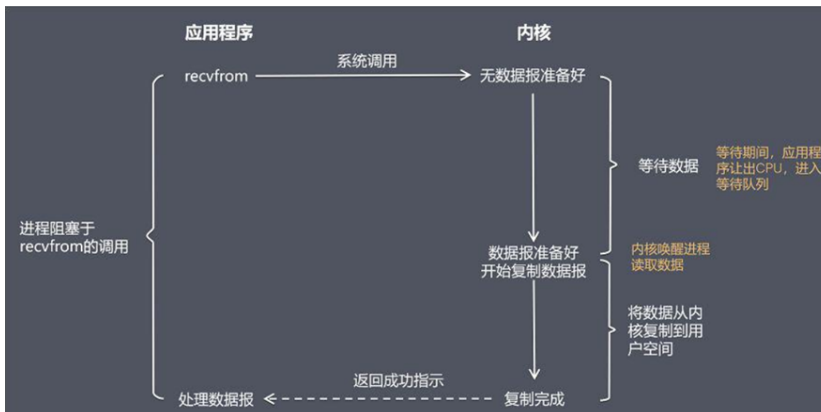 应用程序
内核
系统调用
recvfrom
无数据报准备好
等待数据
等待期间，应用程
序让出CPU，进入
等待队列
进程阻塞于
recvfrom的调用
数据报准备好
开始复制数据报
内核唤醒进程
读取数据
将数据从内
核复制到用
户空间
返回成功指示
处理数据报
复制完成